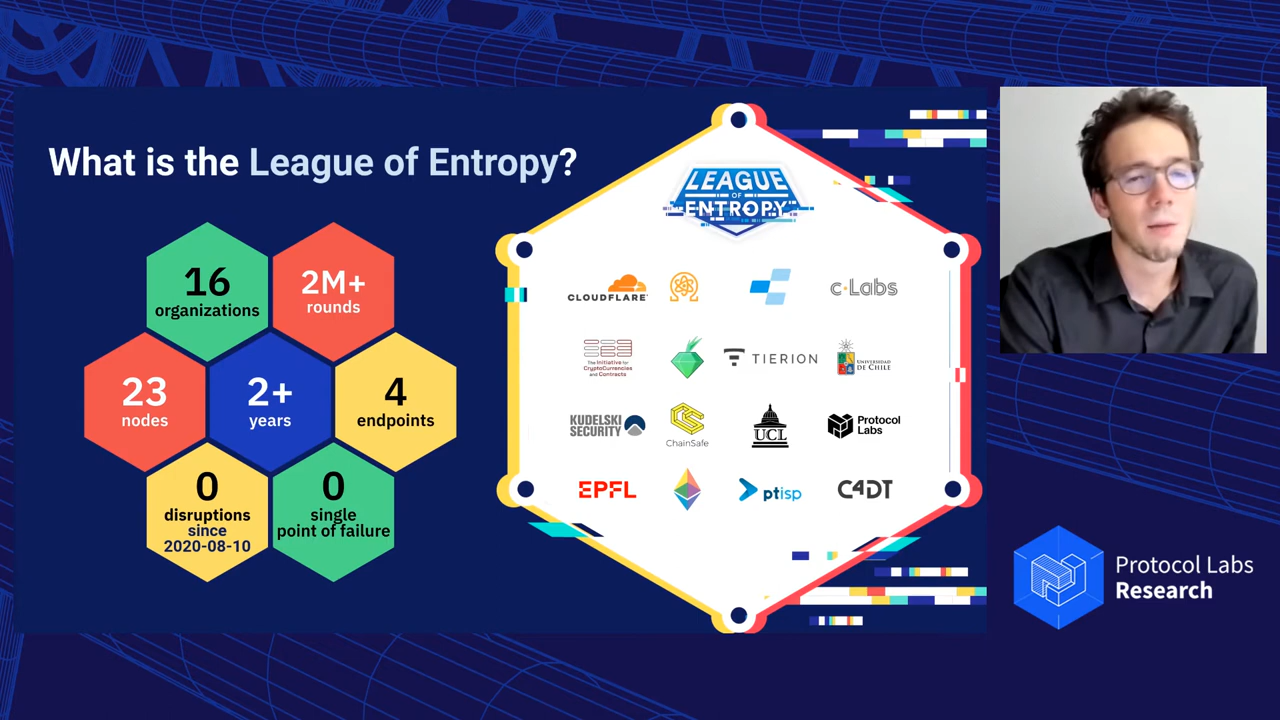 What is the League of Entropy?
16
organizations
2M+
rounds
23
nodes
2+
years
4
endpoints
0
disruptions
since
2020-08-10
0
single
point of failure
LEAGUE
OF
ENTROPY
CLOUDFLARE
c·Labs
The Initiative for
CryptoCurrencies
and Contracts
TIERION
UNIVERSIDAD
DE CHILE
KUDELSKI
SECURITY
ChainSafe
UCL
Protocol
Labs
EPFL
ptisp
C4DT
Protocol Labs
Research